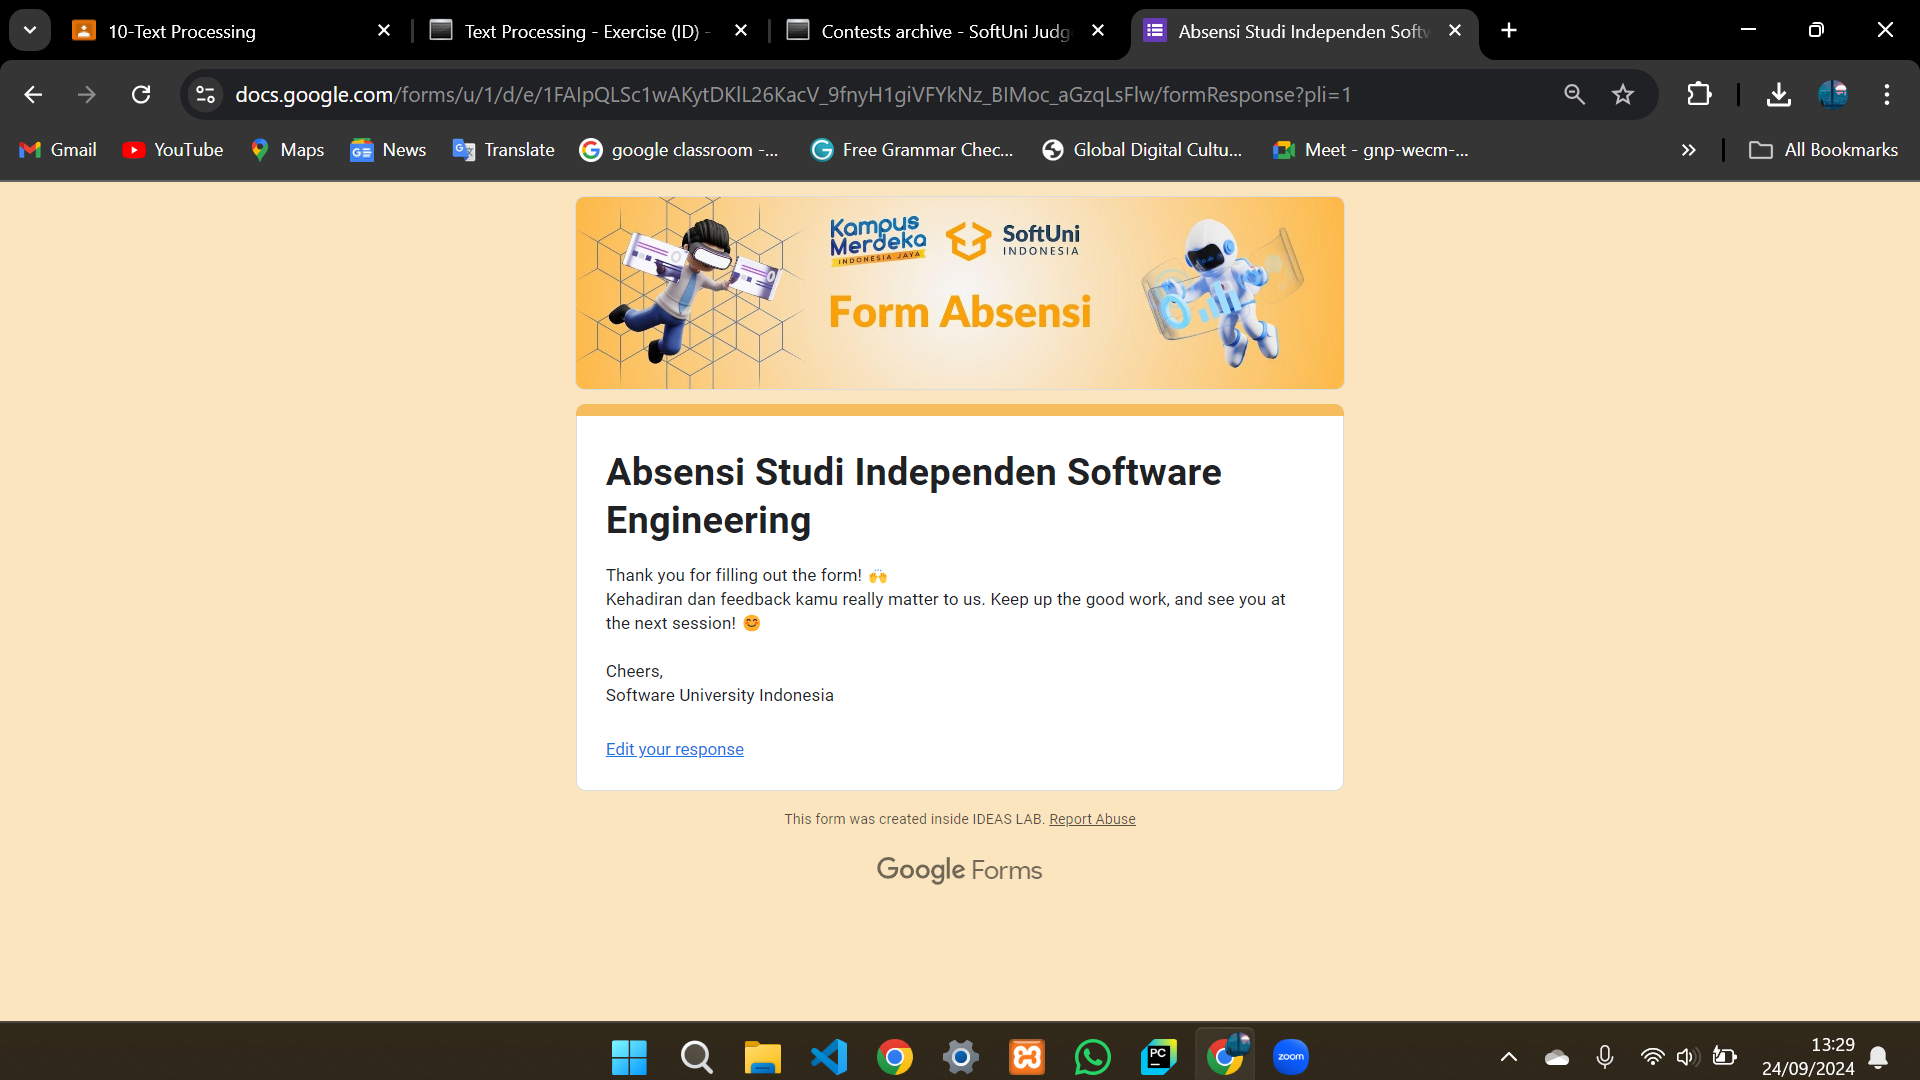 10-Text Processing
Text Processing - Exercise (ID) -
Contests archive - SoftUni Judg
Absensi Studi Independen Softw
docs.google.com/forms/u/1/d/e/1FAIpQLSc1wAKytDKlL26KacV_9fnyH1giVFYkNz_BIMoc_aGzqLsFlw/formResponse?pli=1
Gmail
YouTube
Maps
News
Translate
google classroom -...
Free Grammar Chec...
Global Digital Cultu...
Meet - gnp-wecm-...
All Bookmarks
Kampus
Merdeka
INDONESIA JAYA
SoftUni
INDONESIA
Form Absensi
Absensi Studi Independen Software
Engineering
Thank you for filling out the form! 🙌
Kehadiran dan feedback kamu really matter to us. Keep up the good work, and see you at
the next session! 😊
Cheers,
Software University Indonesia
Edit your response
This form was created inside IDEAS LAB. Report Abuse
Google Forms
PC
zoom
13:29
24/09/2024